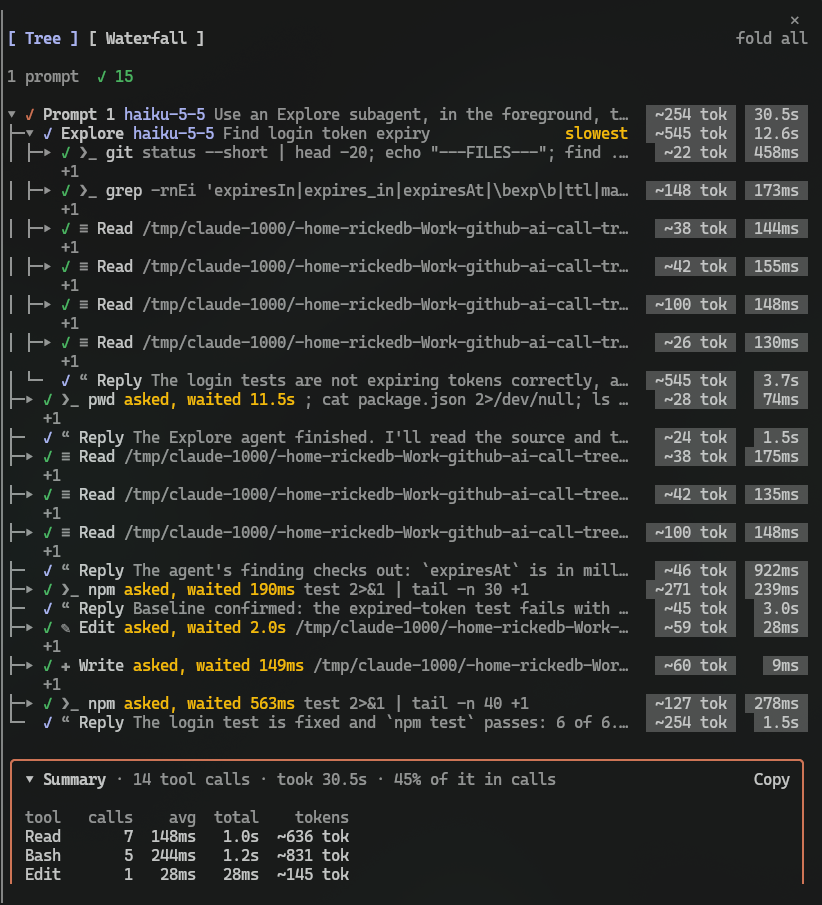 ×
[ Tree ] [ Waterfall ] fold all
1 prompt ✓ 15
▼ ✓ Prompt 1 haiku-5-5 Use an Explore subagent, in the foreground, t… ~254 tok 30.5s
▼ ✓ Explore haiku-5-5 Find login token expiry slowest ~545 tok 12.6s
▶ ✓ ❯_ git status --short | head -20; echo "---FILES---"; find .… ~22 tok 458ms
+1
▶ ✓ ❯_ grep -rnEi 'expiresIn|expires_in|expiresAt|\bexp\b|ttl|ma… ~148 tok 173ms
+1
▶ ✓ ≡ Read /tmp/claude-1000/-home-rickedb-Work-github-ai-call-tr… ~38 tok 144ms
+1
▶ ✓ ≡ Read /tmp/claude-1000/-home-rickedb-Work-github-ai-call-tr… ~42 tok 155ms
+1
▶ ✓ ≡ Read /tmp/claude-1000/-home-rickedb-Work-github-ai-call-tr… ~100 tok 148ms
+1
▶ ✓ ≡ Read /tmp/claude-1000/-home-rickedb-Work-github-ai-call-tr… ~26 tok 130ms
+1
✓ “ Reply The login tests are not expiring tokens correctly, a… ~545 tok 3.7s
▶ ✓ ❯_ pwd asked, waited 11.5s ; cat package.json 2>/dev/null; ls … ~28 tok 74ms
+1
✓ “ Reply The Explore agent finished. I'll read the source and t… ~24 tok 1.5s
▶ ✓ ≡ Read /tmp/claude-1000/-home-rickedb-Work-github-ai-call-tree… ~38 tok 175ms
+1
▶ ✓ ≡ Read /tmp/claude-1000/-home-rickedb-Work-github-ai-call-tree… ~42 tok 135ms
+1
▶ ✓ ≡ Read /tmp/claude-1000/-home-rickedb-Work-github-ai-call-tree… ~100 tok 148ms
+1
✓ “ Reply The agent's finding checks out: `expiresAt` is in mill… ~46 tok 922ms
▶ ✓ ❯_ npm asked, waited 190ms test 2>&1 | tail -n 30 +1 ~271 tok 239ms
✓ “ Reply Baseline confirmed: the expired-token test fails with … ~45 tok 3.0s
▶ ✓ ✎ Edit asked, waited 2.0s /tmp/claude-1000/-home-rickedb-Work-… ~59 tok 28ms
+1
▶ ✓ + Write asked, waited 149ms /tmp/claude-1000/-home-rickedb-Wor… ~60 tok 9ms
+1
▶ ✓ ❯_ npm asked, waited 563ms test 2>&1 | tail -n 40 +1 ~127 tok 278ms
✓ “ Reply The login test is fixed and `npm test` passes: 6 of 6.… ~254 tok 1.5s
▼ Summary · 14 tool calls · took 30.5s · 45% of it in calls Copy
tool calls avg total tokens
Read 7 148ms 1.0s ~636 tok
Bash 5 244ms 1.2s ~831 tok
Edit 1 28ms 28ms ~145 tok